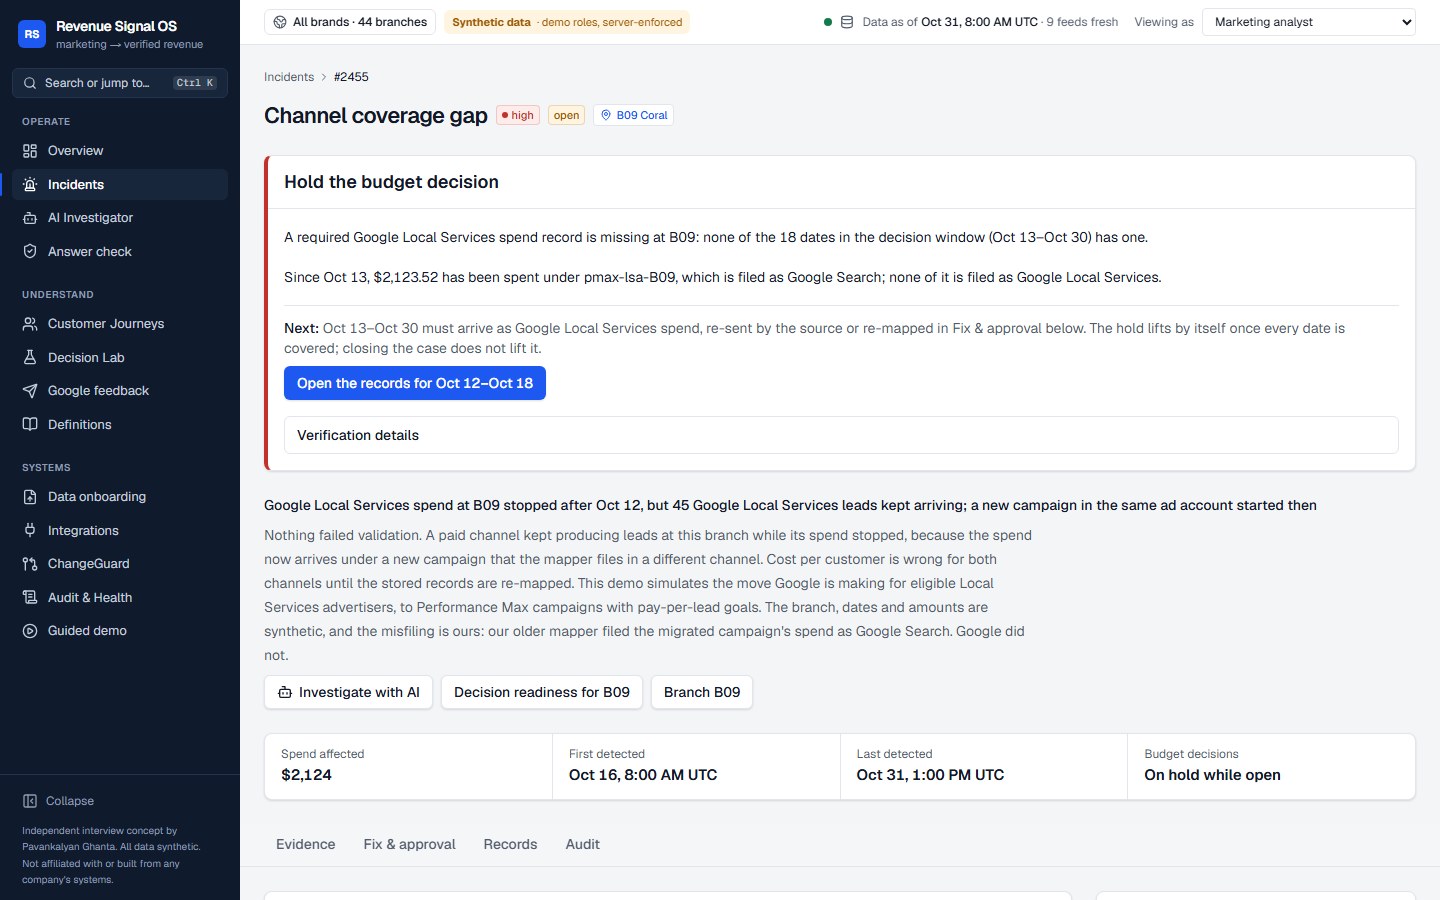 RS
Revenue Signal OS
marketing → verified revenue
Search or jump to… Ctrl K
OPERATE
Overview
Incidents
AI Investigator
Answer check
UNDERSTAND
Customer Journeys
Decision Lab
Google feedback
Definitions
SYSTEMS
Data onboarding
Integrations
ChangeGuard
Audit & Health
Guided demo
Collapse
Independent interview concept by
Pavankalyan Ghanta. All data synthetic.
Not affiliated with or built from any
company's systems.
All brands · 44 branches
Synthetic data · demo roles, server-enforced
Data as of Oct 31, 8:00 AM UTC · 9 feeds fresh
Viewing as Marketing analyst
Incidents > #2455
Channel coverage gap high open B09 Coral
Hold the budget decision
A required Google Local Services spend record is missing at B09: none of the 18 dates in the decision window (Oct 13–Oct 30) has one.
Since Oct 13, $2,123.52 has been spent under pmax-lsa-B09, which is filed as Google Search; none of it is filed as Google Local Services.
Next: Oct 13–Oct 30 must arrive as Google Local Services spend, re-sent by the source or re-mapped in Fix & approval below. The hold lifts by itself once every date is
covered; closing the case does not lift it.
Open the records for Oct 12–Oct 18
Verification details
Google Local Services spend at B09 stopped after Oct 12, but 45 Google Local Services leads kept arriving; a new campaign in the same ad account started then
Nothing failed validation. A paid channel kept producing leads at this branch while its spend stopped, because the spend
now arrives under a new campaign that the mapper files in a different channel. Cost per customer is wrong for both
channels until the stored records are re-mapped. This demo simulates the move Google is making for eligible Local
Services advertisers, to Performance Max campaigns with pay-per-lead goals. The branch, dates and amounts are
synthetic, and the misfiling is ours: our older mapper filed the migrated campaign's spend as Google Search. Google did
not.
Investigate with AI
Decision readiness for B09
Branch B09
Spend affected
$2,124
First detected
Oct 16, 8:00 AM UTC
Last detected
Oct 31, 1:00 PM UTC
Budget decisions
On hold while open
Evidence
Fix & approval
Records
Audit